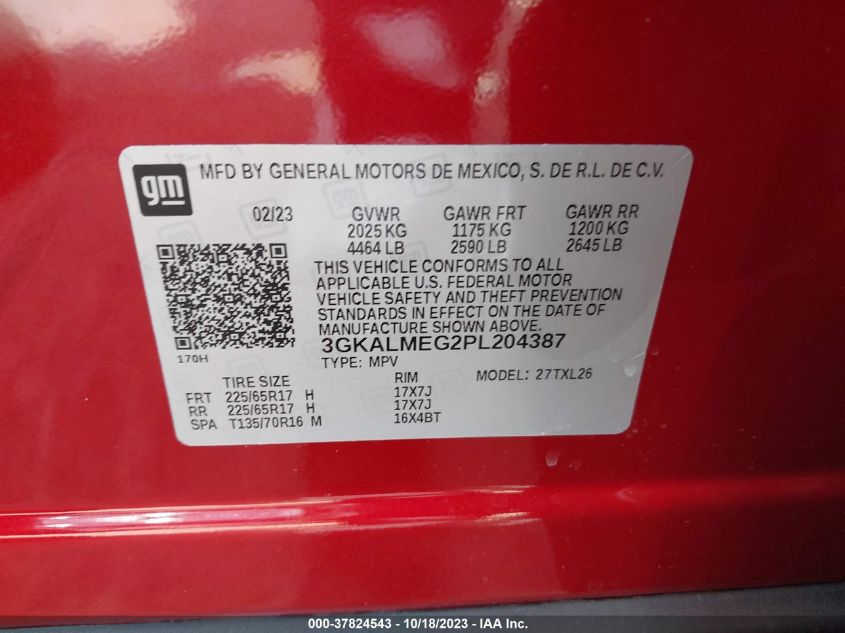 gm
MFD BY GENERAL MOTORS DE MEXICO, S. DE R.L. DE C.V.
02/23 GVWR GAWR FRT GAWR RR
2025 KG 1175 KG 1200 KG
4464 LB 2590 LB 2645 LB
THIS VEHICLE CONFORMS TO ALL
APPLICABLE U.S. FEDERAL MOTOR
VEHICLE SAFETY AND THEFT PREVENTION
STANDARDS IN EFFECT ON THE DATE OF
MANUFACTURE SHOWN ABOVE.
170H
3GKALMEG2PL204387
TYPE: MPV
TIRE SIZE RIM MODEL: 27TXL26
FRT 225/65R17 H 17X7J
RR 225/65R17 H 17X7J
SPA T135/70R16 M 16X4BT
000-37824543 - 10/18/2023 - IAA Inc.